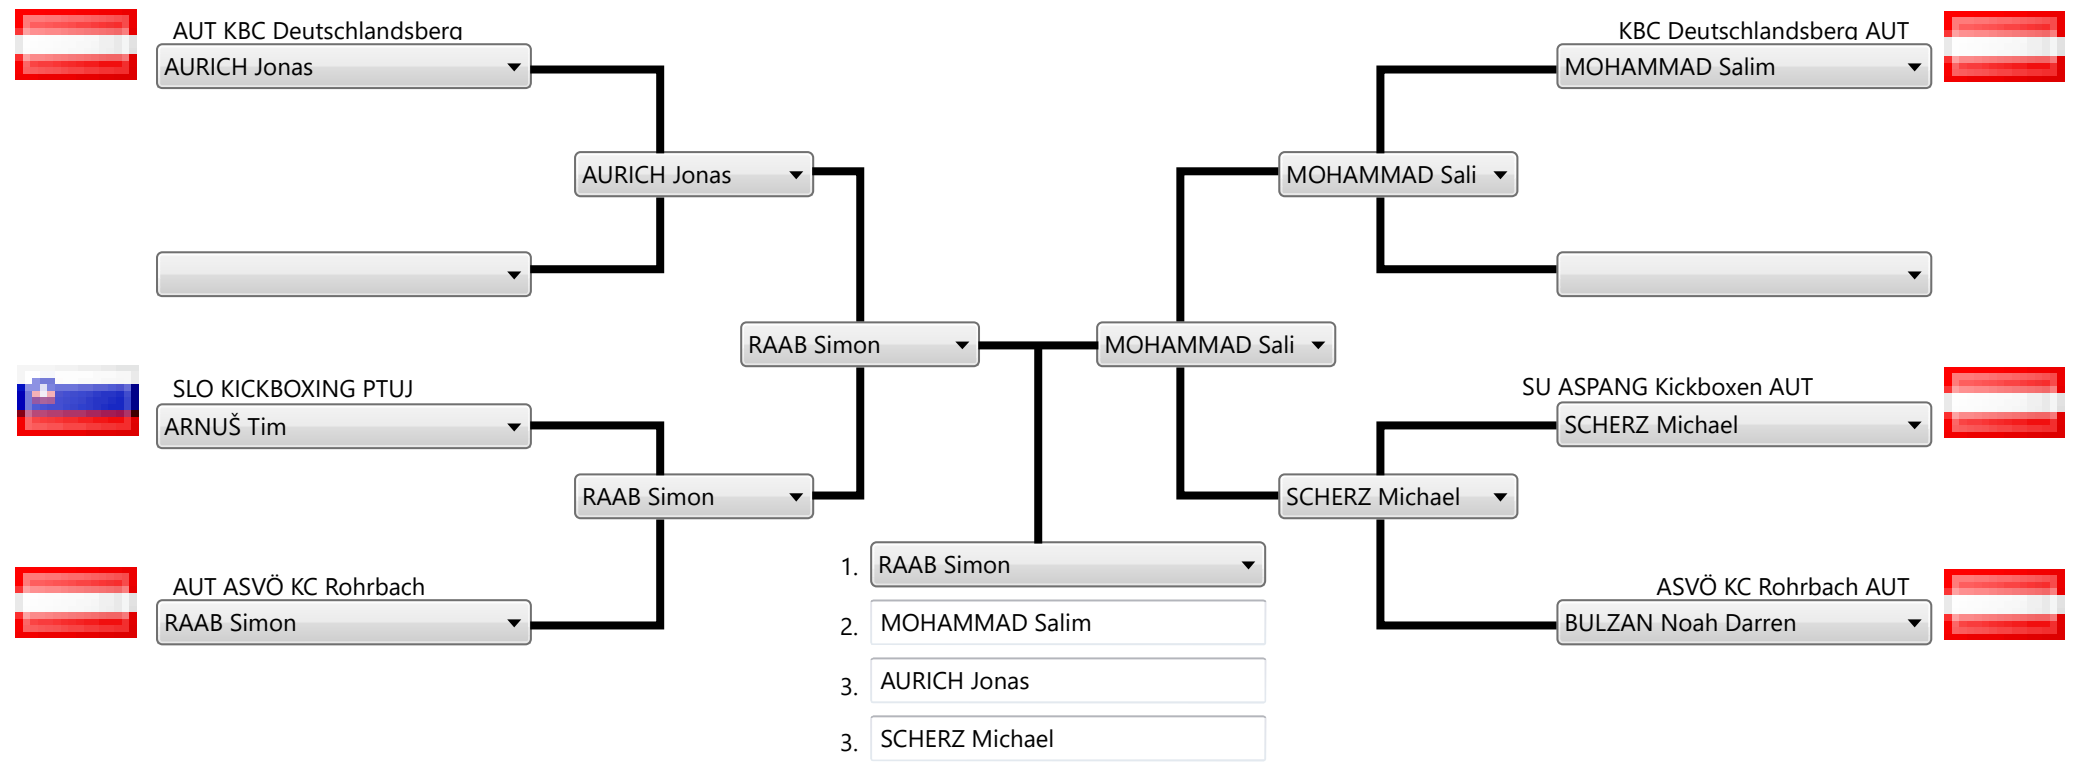 AUT KBC Deutschlandsberg
AURICH Jonas
KBC Deutschlandsberg AUT
MOHAMMAD Salim
AURICH Jonas
MOHAMMAD Sali
RAAB Simon
MOHAMMAD Sali
SLO KICKBOXING PTUJ
ARNUŠ Tim
SU ASPANG Kickboxen AUT
SCHERZ Michael
RAAB Simon
SCHERZ Michael
AUT ASVÖ KC Rohrbach
RAAB Simon
ASVÖ KC Rohrbach AUT
BULZAN Noah Darren
1. RAAB Simon
2. MOHAMMAD Salim
3. AURICH Jonas
3. SCHERZ Michael